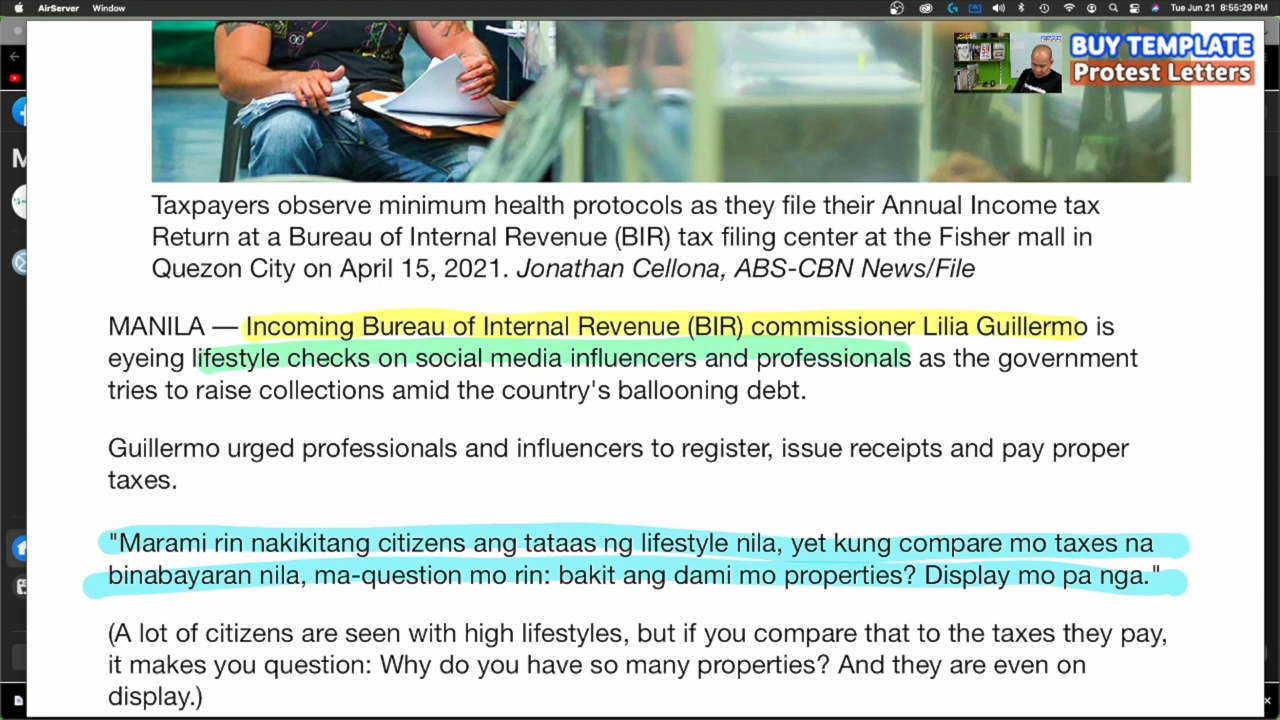 AirServer Window
Tue Jun 21 8:55:29 PM
BUY TEMPLATE
Protest Letters
Taxpayers observe minimum health protocols as they file their Annual Income tax
Return at a Bureau of Internal Revenue (BIR) tax filing center at the Fisher mall in
Quezon City on April 15, 2021. Jonathan Cellona, ABS-CBN News/File
MANILA — Incoming Bureau of Internal Revenue (BIR) commissioner Lilia Guillermo is
eyeing lifestyle checks on social media influencers and professionals as the government
tries to raise collections amid the country's ballooning debt.
Guillermo urged professionals and influencers to register, issue receipts and pay proper
taxes.
"Marami rin nakikitang citizens ang tataas ng lifestyle nila, yet kung compare mo taxes na
binabayaran nila, ma-question mo rin: bakit ang dami mo properties? Display mo pa nga."
(A lot of citizens are seen with high lifestyles, but if you compare that to the taxes they pay,
it makes you question: Why do you have so many properties? And they are even on
display.)